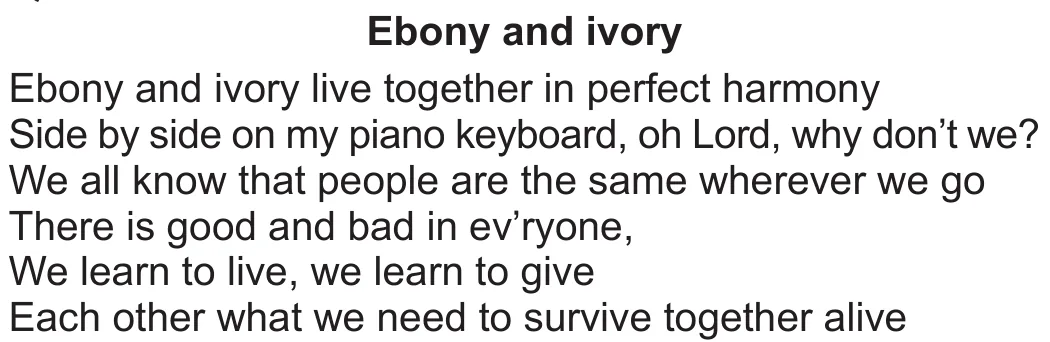 Ebony and ivory
Ebony and ivory live together in perfect harmony
Side by side on my piano keyboard, oh Lord, why don’t we?
We all know that people are the same wherever we go
There is good and bad in ev’ryone,
We learn to live, we learn to give
Each other what we need to survive together alive